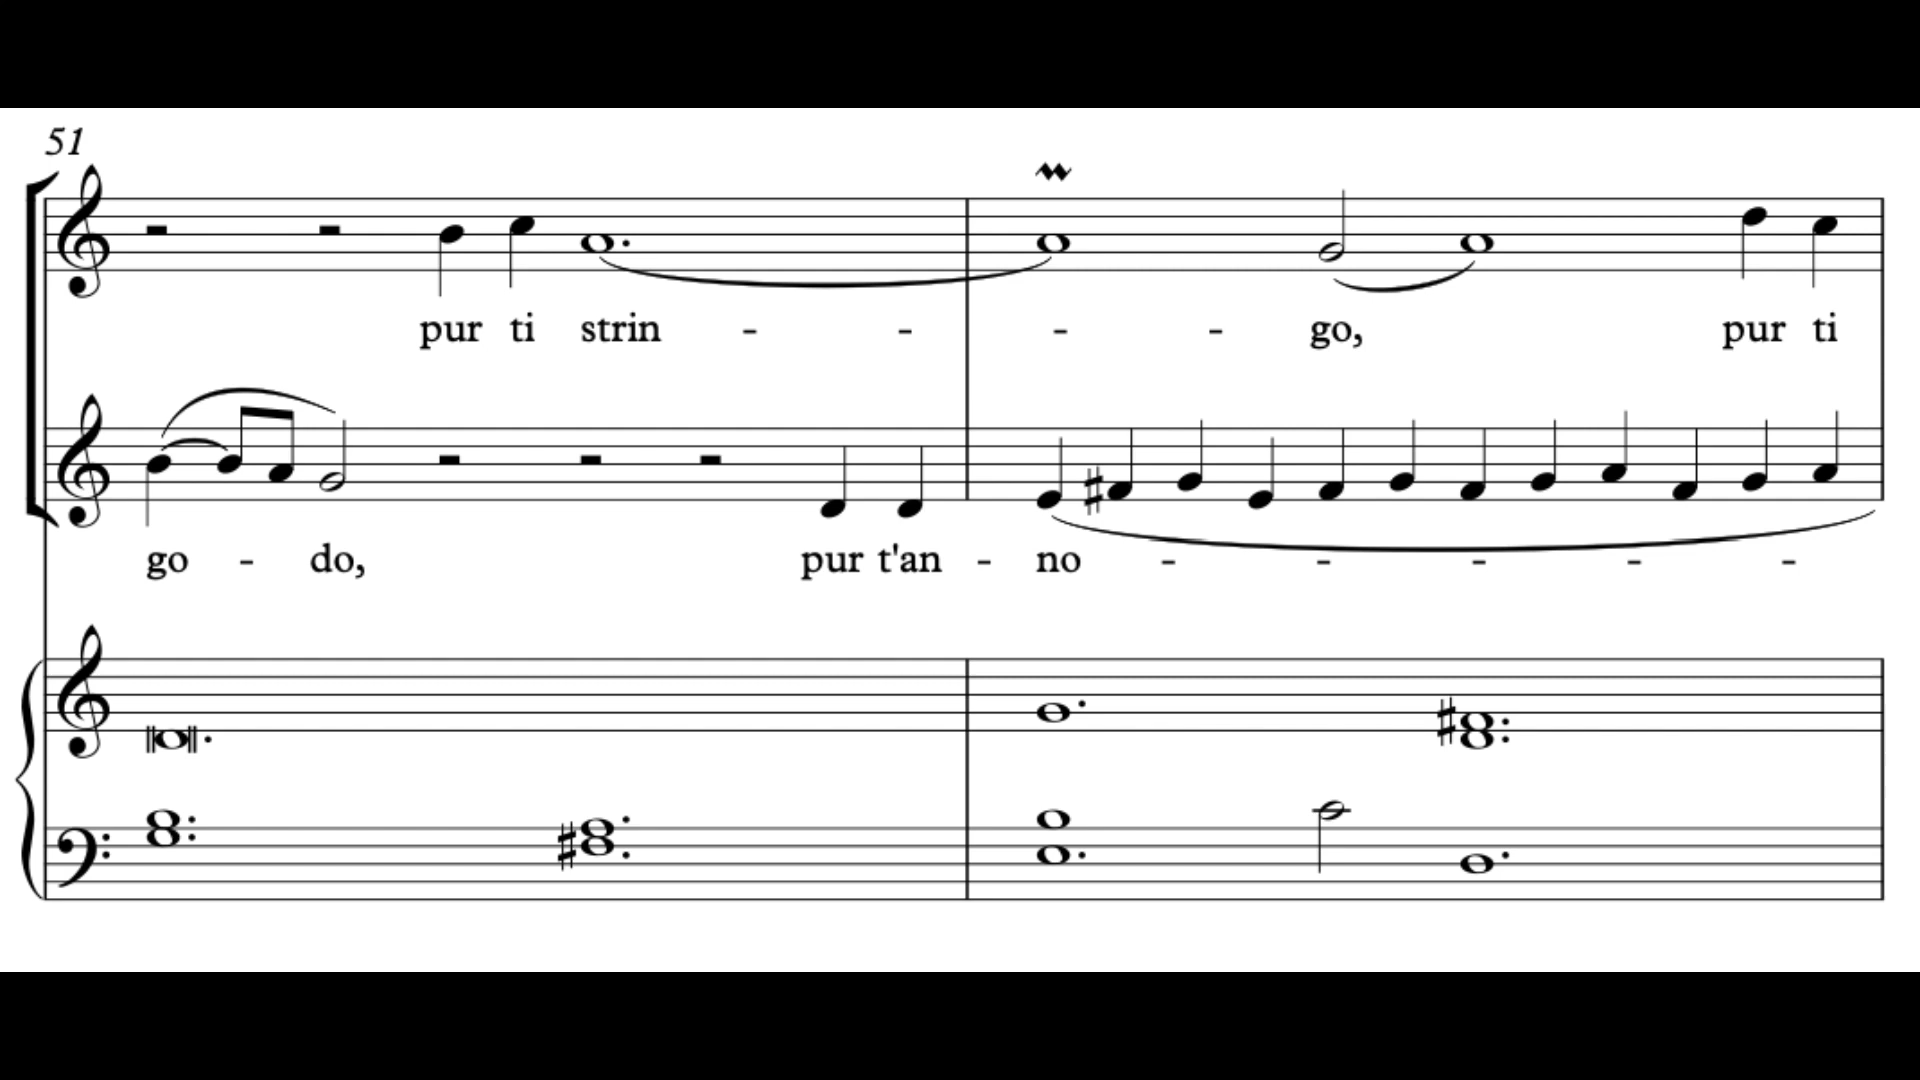 51
pur ti strin - - - - go, pur ti
go - do, pur t'an - no - - - - -